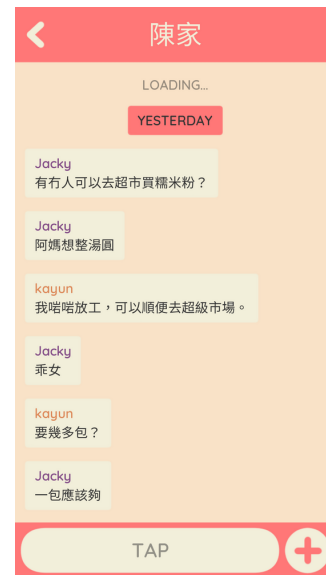 陳家
LOADING...
YESTERDAY
Jacky
有冇人可以去超市買糯米粉？
Jacky
阿媽想整湯圓
kayun
我啱啱放工，可以順便去超級市場。
Jacky
乖女
kayun
要幾多包？
Jacky
一包應該夠
TAP